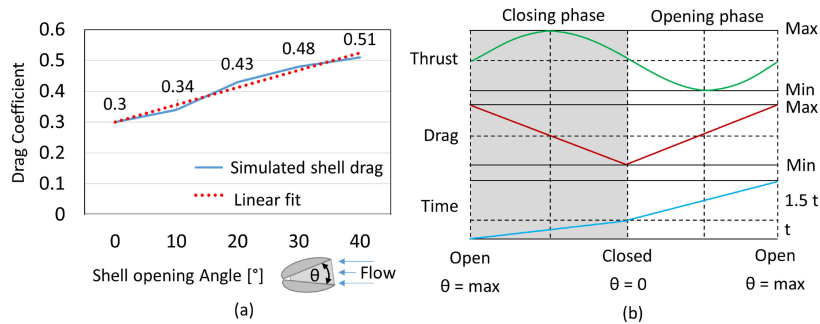 (a)
Drag Coefficient
0.6
0.5
0.4
0.3
0.2
0.1
0
0.3
0.34
0.43
0.48
0.51
Simulated shell drag
Linear fit
0 10 20 30 40
Shell opening Angle [°]
θ
Flow
(a)
(b)
Closing phase Opening phase
Thrust
Max
Min
Drag
Max
Min
Time
1.5 t
t
Open Closed Open
θ = max θ = 0 θ = max
(b)